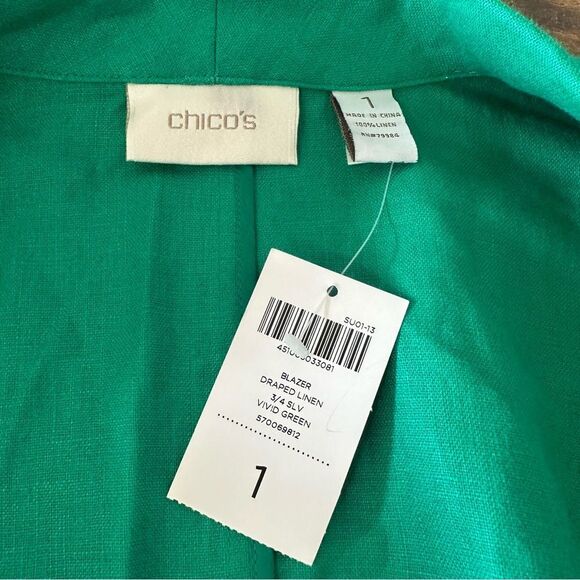 chico's
1
MADE IN CHINA
100% LINEN
RN#79984
SU01-13
451005033081
BLAZER
DRAPED LINEN
3/4 SLV
VIVID GREEN
570069812
1